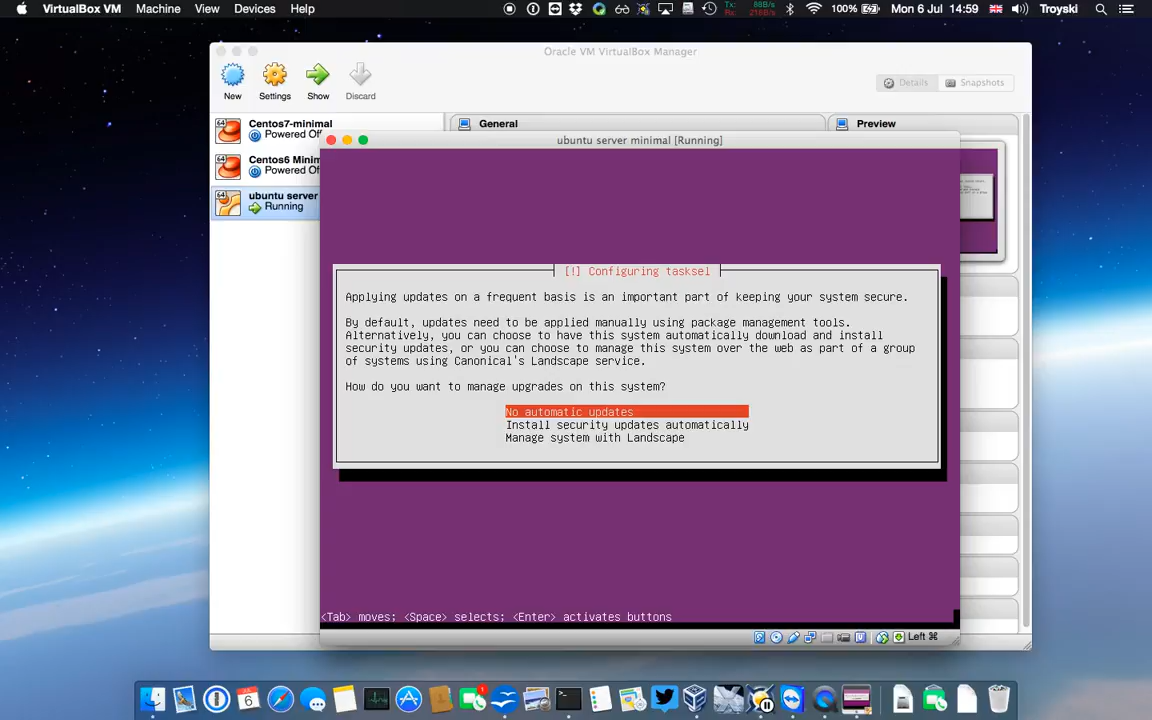 VirtualBox VM Machine View Devices Help
88B/s
100% Mon 6 Jul 14:59 Troyski
Oracle VM VirtualBox Manager
New Settings Show Discard
Details Snapshots
Centos7-minimal
Powered Of
General
Preview
ubuntu server minimal [Running]
Centos6 Minim
Powered Of
ubuntu server
Running
[!] Configuring tasksel
Applying updates on a frequent basis is an important part of keeping your system secure.
By default, updates need to be applied manually using package management tools.
Alternatively, you can choose to have this system automatically download and install
security updates, or you can choose to manage this system over the web as part of a group
of systems using Canonical's Landscape service.
How do you want to manage upgrades on this system?
No automatic updates
Install security updates automatically
Manage system with Landscape
<Tab> moves; <Space> selects; <Enter> activates buttons
Left ⌘